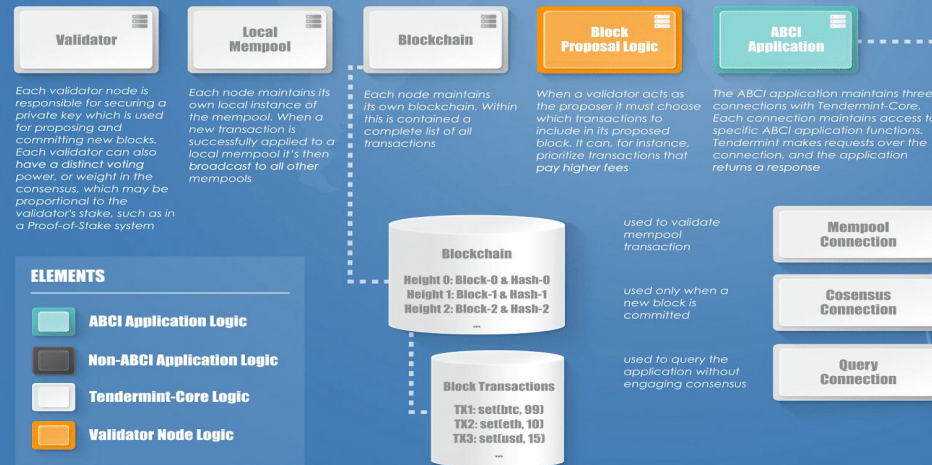 Validator
Each validator node is
responsible for securing a
private key which is used
for proposing and
committing new blocks.
Each validator can also
have a distinct voting
power, or weight in the
consensus, which may be
proportional to the
validator's stake, such as in
a Proof-of-Stake system
Local
Mempool
Each node maintains its
own local instance of
the mempool. When a
new transaction is
successfully applied to a
local mempool it's then
broadcast to all other
mempools
Blockchain
Each node maintains
its own blockchain. Within
this is contained a
complete list of all
transactions
Block
Proposal Logic
When a validator acts as
the proposer it must choose
which transactions to
include in its proposed
block. It can, for instance,
prioritize transactions that
pay higher fees
ABCI
Application
The ABCI application maintains three
connections with Tendermint-Core.
Each connection maintains access to
specific ABCI application functions.
Tendermint makes requests over the
connection, and the application
returns a response
Blockchain
Height 0: Block-0 & Hash-0
Height 1: Block-1 & Hash-1
Height 2: Block-2 & Hash-2
...
Block Transactions
TX1: set(btc, 99)
TX2: set(eth, 10)
TX3: set(usd, 15)
...
used to validate
mempool
transaction
Mempool
Connection
used only when a
new block is
committed
Cosensus
Connection
used to query the
application without
engaging consensus
Query
Connection
ELEMENTS
ABCI Application Logic
Non-ABCI Application Logic
Tendermint-Core Logic
Validator Node Logic